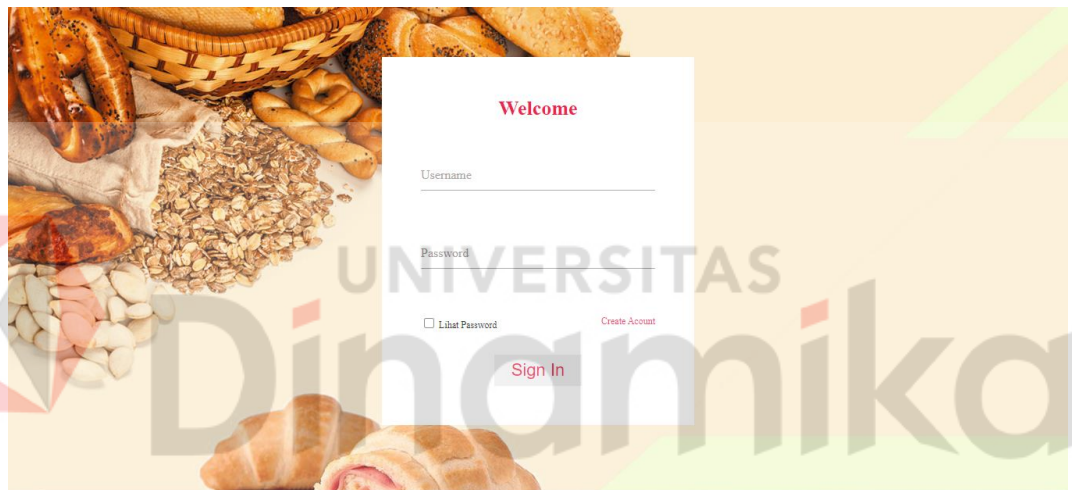 Welcome
Username
Password
UNIVERSITAS
Dinamika
Lihat Password
Create Acount
Sign In